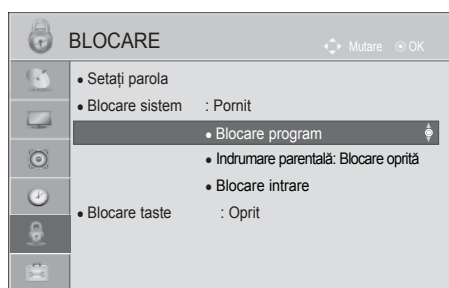 BLOCARE
Mutare OK
• Setați parola
• Blocare sistem : Pornit
• Blocare program
• Indrumare parentală: Blocare oprită
• Blocare intrare
• Blocare taste : Oprit